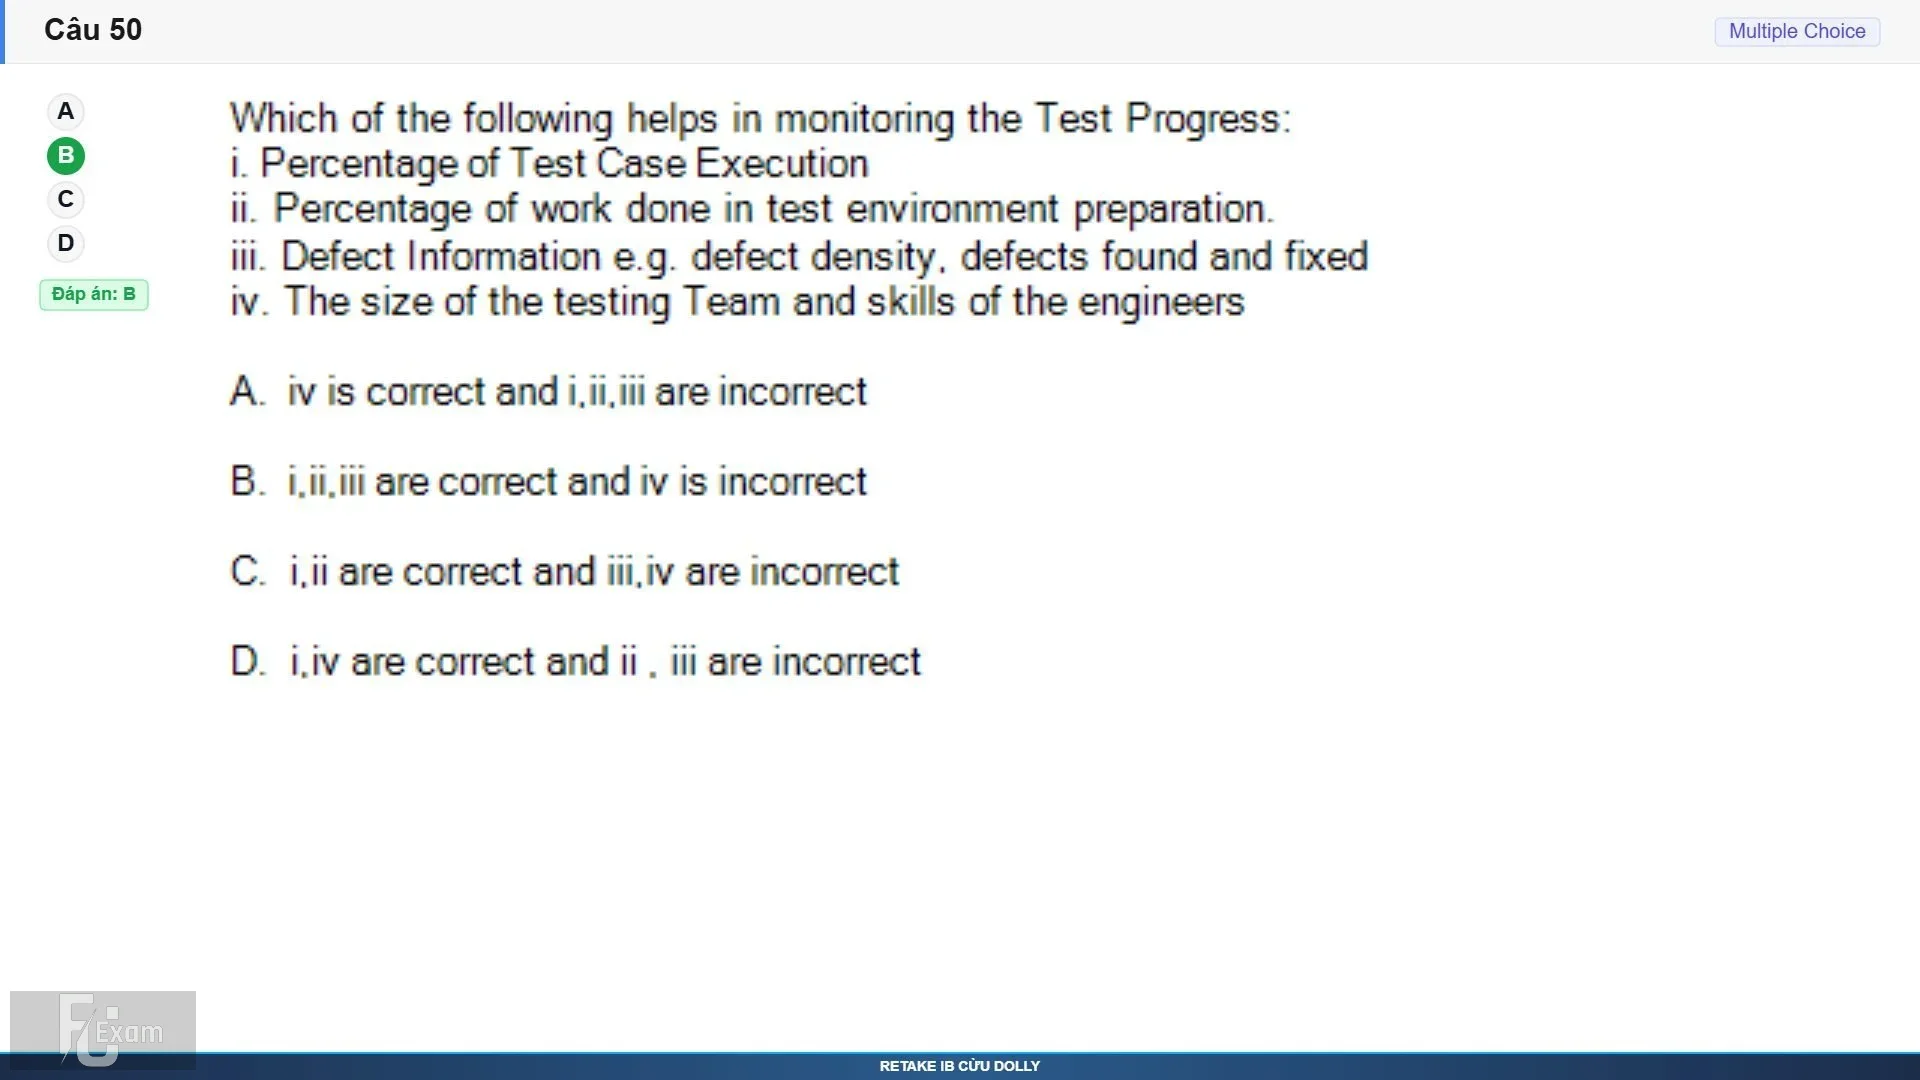 Câu 50
Multiple Choice
A
B
C
D
Đáp án: B
Which of the following helps in monitoring the Test Progress:
i. Percentage of Test Case Execution
ii. Percentage of work done in test environment preparation.
iii. Defect Information e.g. defect density, defects found and fixed
iv. The size of the testing Team and skills of the engineers
A. iv is correct and i,ii,iii are incorrect
B. i,ii,iii are correct and iv is incorrect
C. i,ii are correct and iii,iv are incorrect
D. i,iv are correct and ii , iii are incorrect
Exam
RETAKE IB CỪU DOLLY